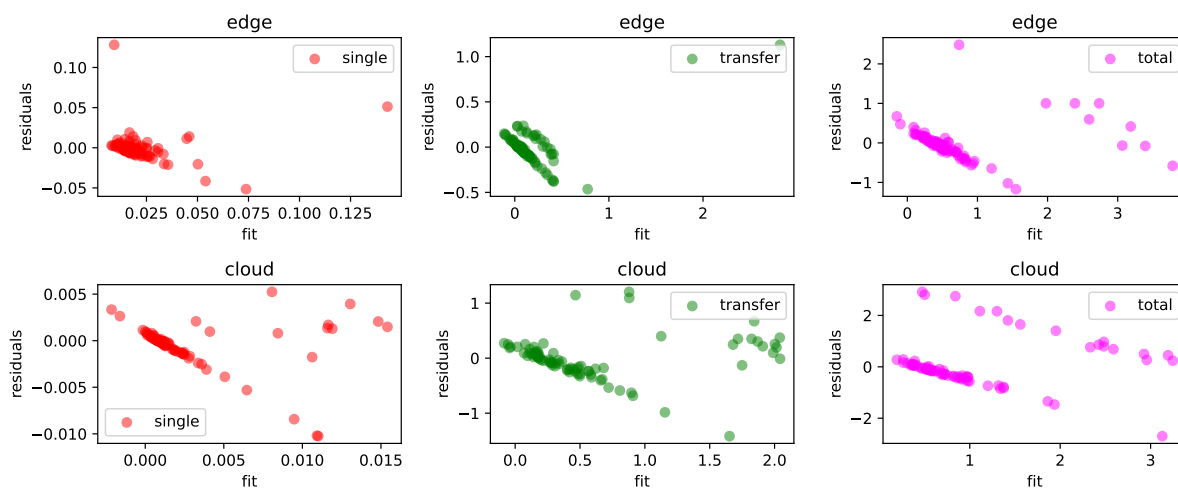 edge
edge
edge
single
transfer
total
residuals
0.10
0.05
0.00
−0.05
0.025
0.050
0.075
0.100
0.125
fit
residuals
1.0
0.5
0.0
−0.5
0
1
2
fit
residuals
2
1
0
−1
0
1
2
3
fit
cloud
cloud
cloud
single
transfer
total
residuals
0.005
0.000
−0.005
−0.010
0.000
0.005
0.010
0.015
fit
residuals
1
0
−1
0.0
0.5
1.0
1.5
2.0
fit
residuals
2
0
−2
1
2
3
fit